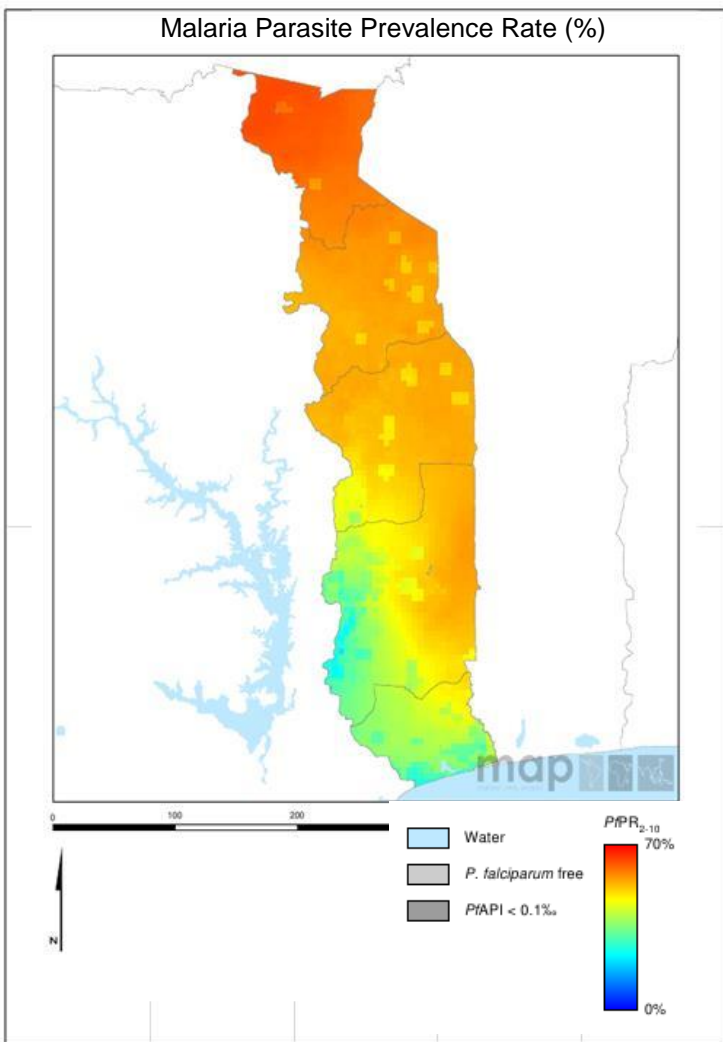 Malaria Parasite Prevalence Rate (%)
map
0 100 200
N
Water
P. falciparum free
PfAPI < 0.1‰
PfPR2-10
70%
0%